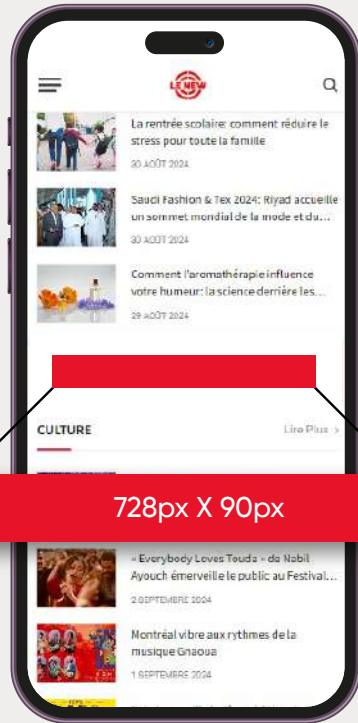 LE NEW
La rentrée scolaire: comment réduire le
stress pour toute la famille
30 AOÛT 2024
Saudi Fashion & Tex 2024: Riyad accueille
un sommet mondial de la mode et du...
30 AOÛT 2024
Comment l'aromathérapie influence
votre humeur: la science derrière les...
29 AOÛT 2024
CULTURE
Lire Plus >
728px X 90px
« Everybody Loves Touda » de Nabil
Ayouch émerveille le public au Festival...
2 SEPTEMBRE 2024
Montréal vibre aux rythmes de la
musique Gnaoua
1 SEPTEMBRE 2024